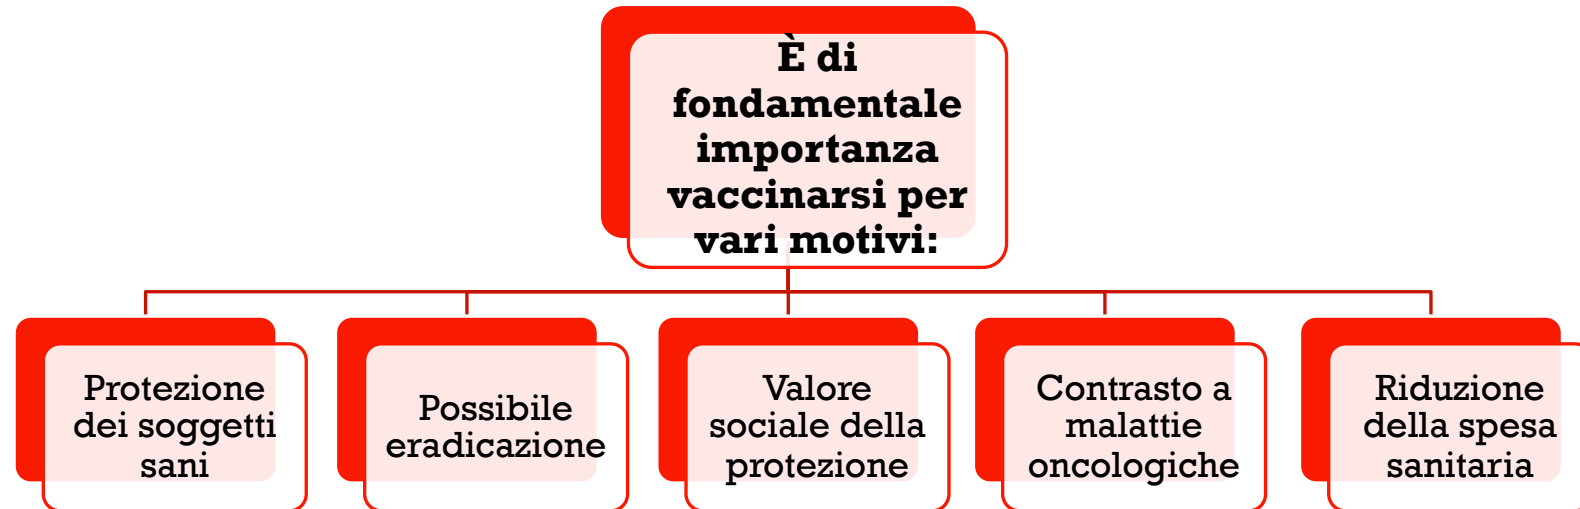 È di
fondamentale
importanza
vaccinarsi per
vari motivi:
Protezione
dei soggetti
sani
Possibile
eradicazione
Valore
sociale della
protezione
Contrasto a
malattie
oncologiche
Riduzione
della spesa
sanitaria